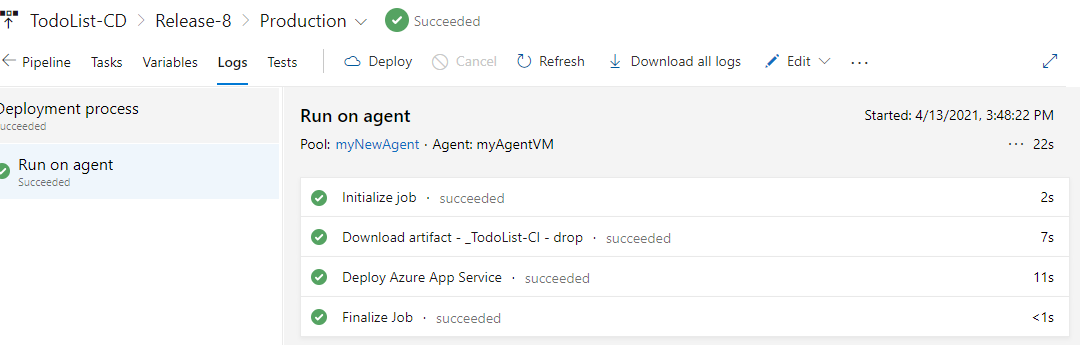 TodoList-CD > Release-8 > Production Succeeded
Pipeline Tasks Variables Logs Tests Deploy Cancel Refresh Download all logs Edit ...
Deployment process
Succeeded
Run on agent
Succeeded
Run on agent Started: 4/13/2021, 3:48:22 PM
Pool: myNewAgent · Agent: myAgentVM ... 22s
Initialize job · succeeded 2s
Download artifact - _TodoList-CI - drop · succeeded 7s
Deploy Azure App Service · succeeded 11s
Finalize Job · succeeded <1s